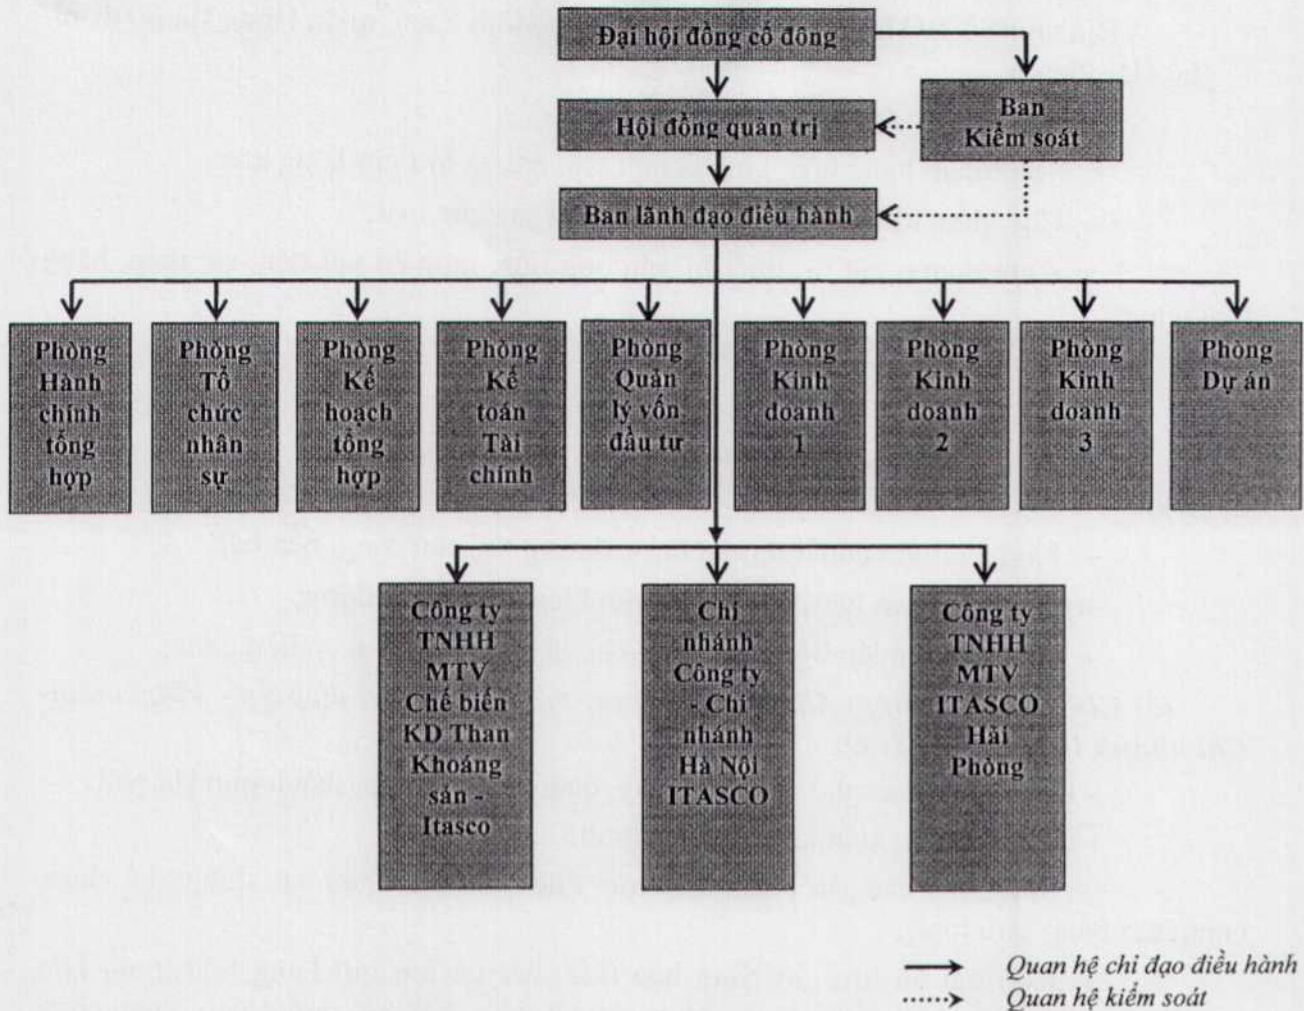 Đại hội đồng cổ đông
Hội đồng quản trị
Ban
Kiểm soát
Ban lãnh đạo điều hành
Phòng
Hành
chính
tổng
hợp
Phòng
Tổ
chức
nhân
sự
Phòng
Kế
hoạch
tổng
hợp
Phòng
Kế
toán
Tài
chính
Phòng
Quản
lý vốn
đầu tư
Phòng
Kinh
doanh
1
Phòng
Kinh
doanh
2
Phòng
Kinh
doanh
3
Phòng
Dự án
Công ty
TNHH
MTV
Chế biến
KD Than
Khoáng
sản -
Itasco
Chi
nhánh
Công ty
- Chi
nhánh
Hà Nội
ITASCO
Công ty
TNHH
MTV
ITASCO
Hải
Phòng
Quan hệ chỉ đạo điều hành
Quan hệ kiểm soát